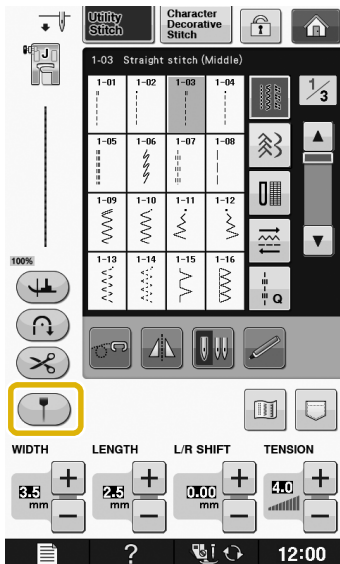 Utility
Stitch
Character
Decorative
Stitch
J
1-03 Straight stitch (Middle)
1-01 1-02 1-03 1-04
1/3
1-05 1-06 1-07 1-08
1-09 1-10 1-11 1-12
100%
1-13 1-14 1-15 1-16
Q
WIDTH LENGTH L/R SHIFT TENSION
3.5 mm + − 2.5 mm + − 0.00 mm + − 4.0 + −
? 12:00